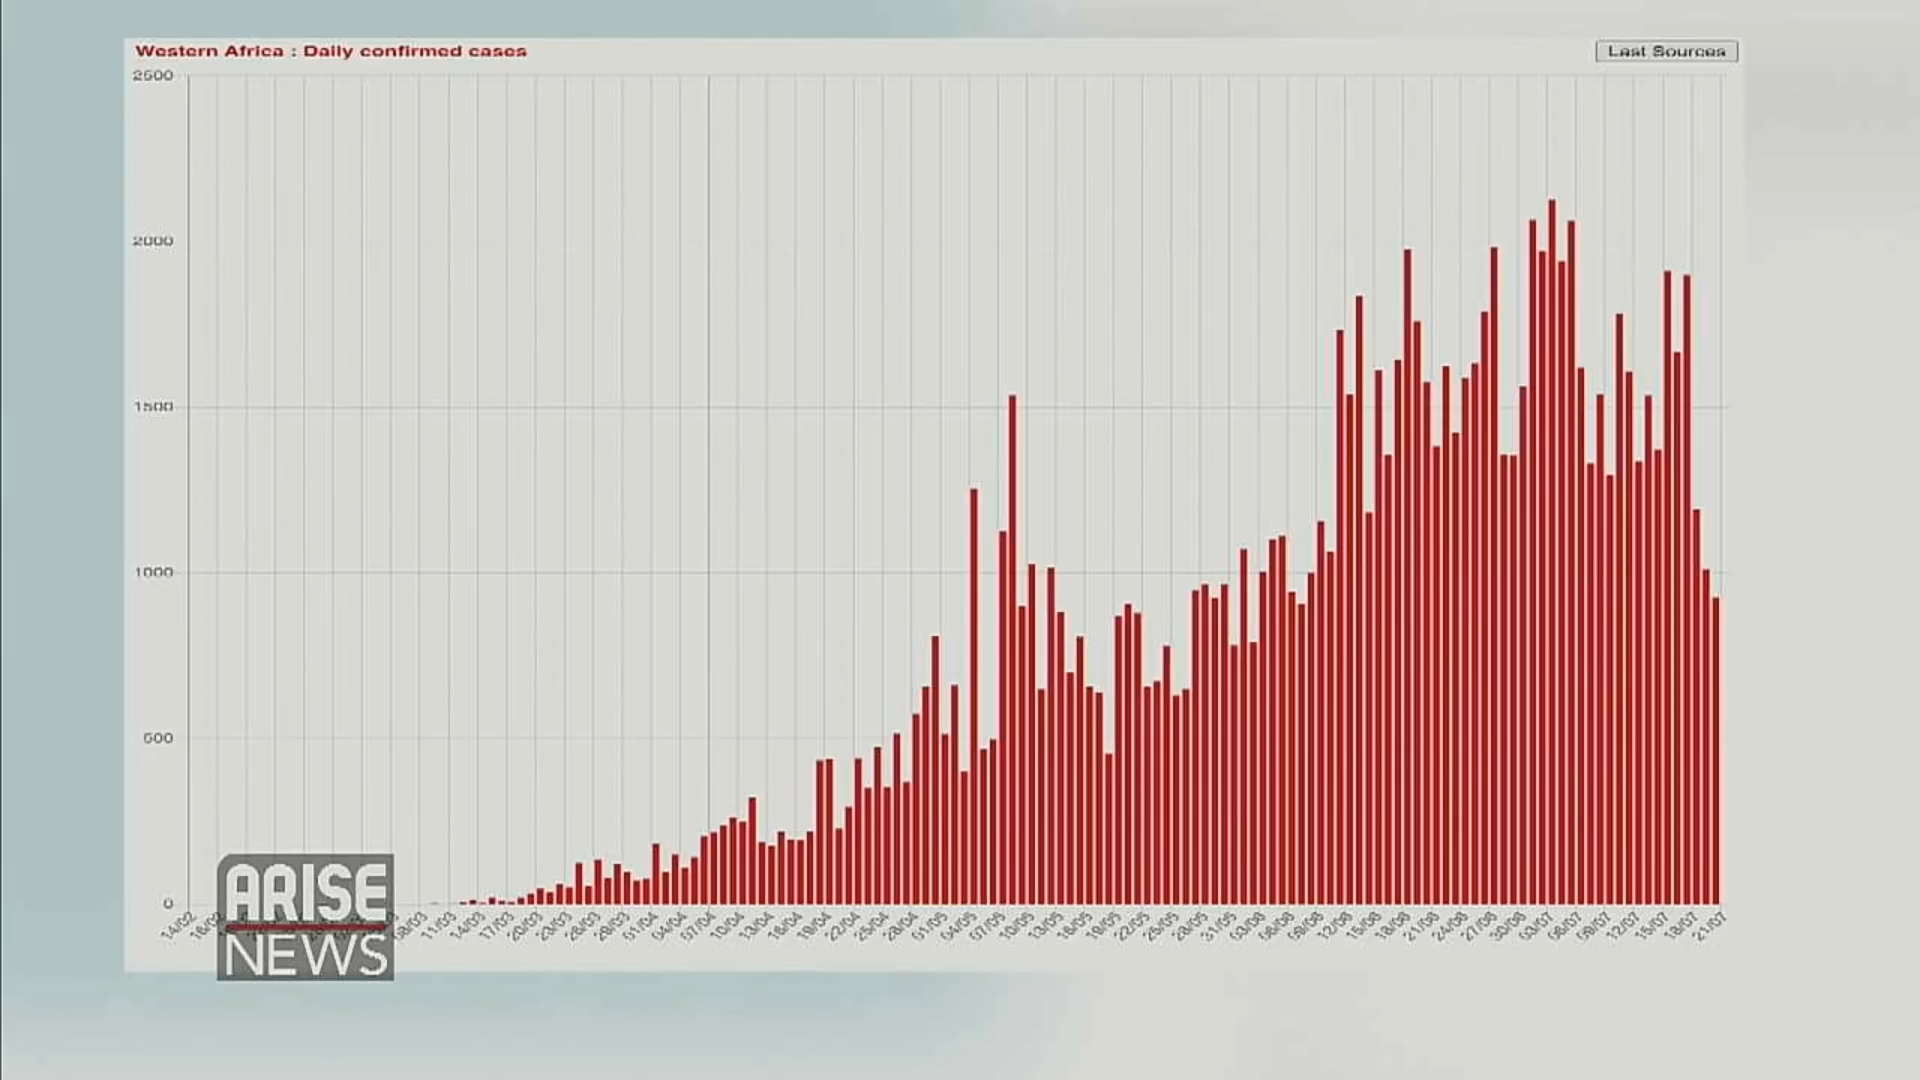 Western Africa : Daily confirmed cases
Last Sources
2500
2000
1500
1000
500
0
14/02 16/02 08/03 11/03 14/03 17/03 20/03 23/03 26/03 29/03 01/04 04/04 07/04 10/04 13/04 16/04 19/04 22/04 25/04 28/04 01/05 04/05 07/05 10/05 13/05 16/05 19/05 22/05 25/05 28/05 31/05 03/06 06/06 09/06 12/06 15/06 18/06 21/06 24/06 27/06 30/06 03/07 06/07 09/07 12/07 15/07 18/07 21/07
ARISE
NEWS